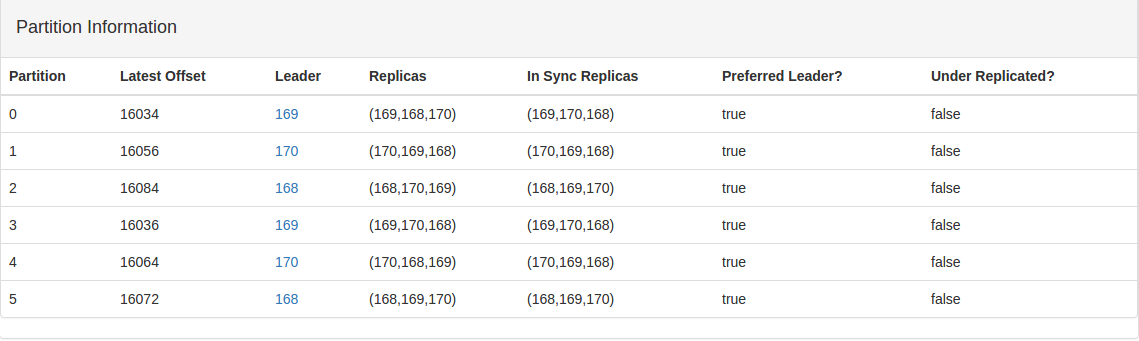 Partition Information
Partition Latest Offset Leader Replicas In Sync Replicas Preferred Leader? Under Replicated?
0 16034 169 (169,168,170) (169,170,168) true false
1 16056 170 (170,169,168) (170,169,168) true false
2 16084 168 (168,170,169) (168,169,170) true false
3 16036 169 (169,170,168) (169,170,168) true false
4 16064 170 (170,168,169) (170,169,168) true false
5 16072 168 (168,169,170) (168,169,170) true false